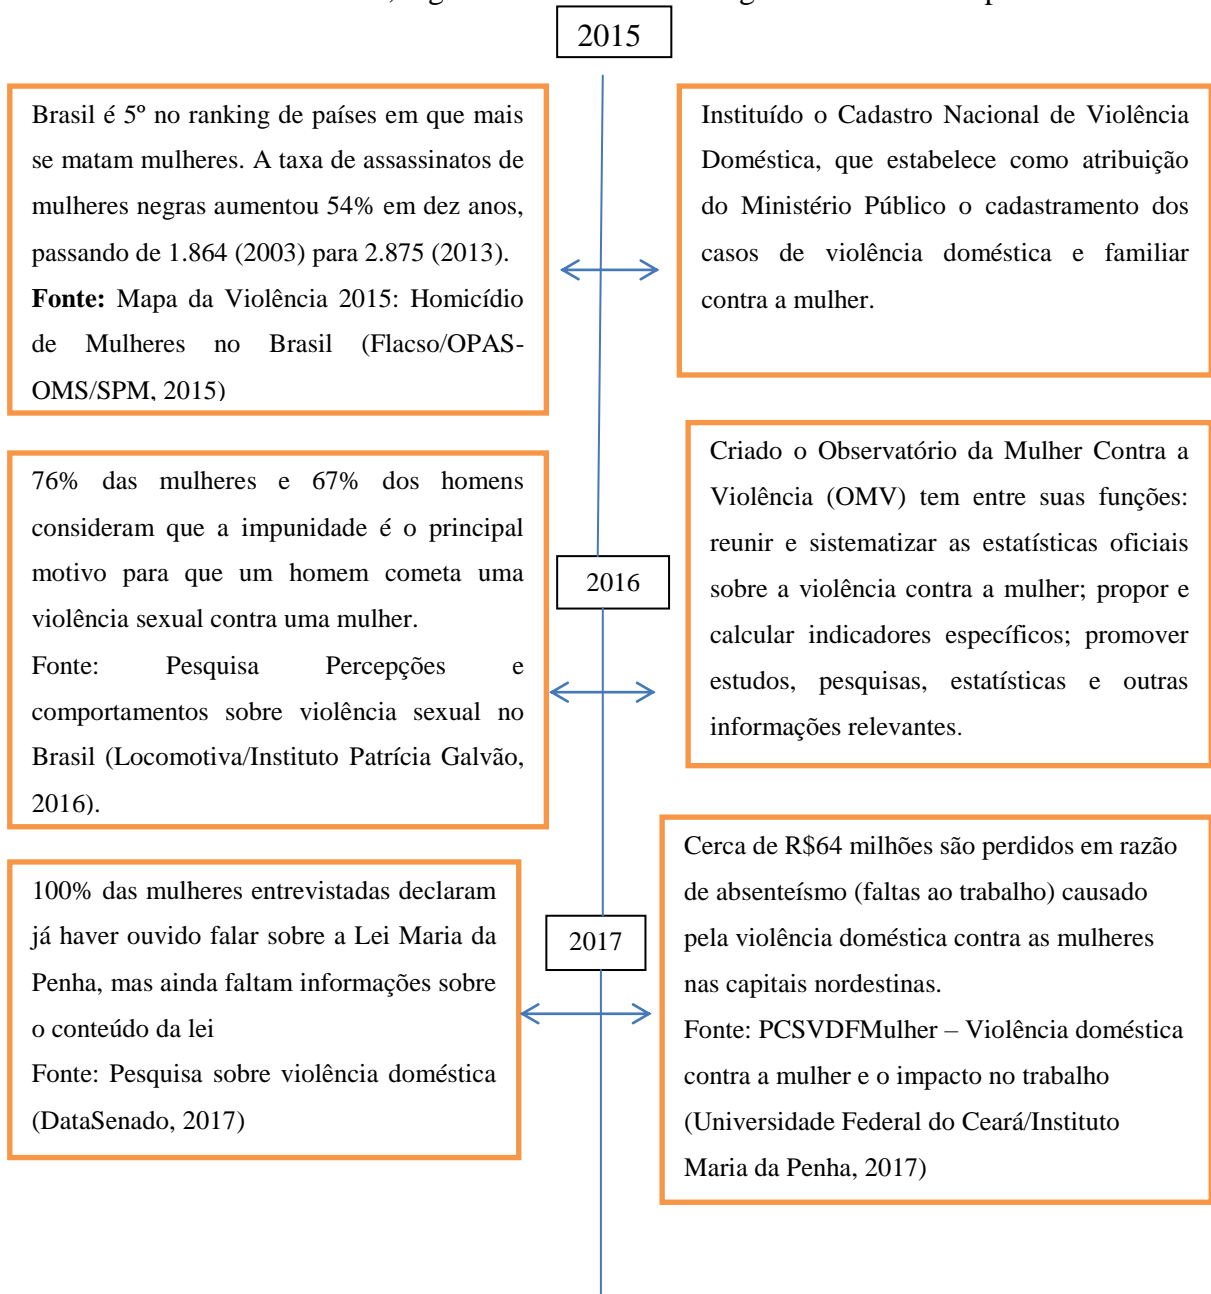 2015
Brasil é 5º no ranking de países em que mais
se matam mulheres. A taxa de assassinatos de
mulheres negras aumentou 54% em dez anos,
passando de 1.864 (2003) para 2.875 (2013).
Fonte: Mapa da Violência 2015: Homicídio
de Mulheres no Brasil (Flacso/OPAS-
OMS/SPM, 2015)
Instituído o Cadastro Nacional de Violência
Doméstica, que estabelece como atribuição
do Ministério Público o cadastramento dos
casos de violência doméstica e familiar
contra a mulher.
76% das mulheres e 67% dos homens
consideram que a impunidade é o principal
motivo para que um homem cometa uma
violência sexual contra uma mulher.
Fonte: Pesquisa Percepções e
comportamentos sobre violência sexual no
Brasil (Locomotiva/Instituto Patrícia Galvão,
2016).
2016
Criado o Observatório da Mulher Contra a
Violência (OMV) tem entre suas funções:
reunir e sistematizar as estatísticas oficiais
sobre a violência contra a mulher; propor e
calcular indicadores específicos; promover
estudos, pesquisas, estatísticas e outras
informações relevantes.
100% das mulheres entrevistadas declaram
já haver ouvido falar sobre a Lei Maria da
Penha, mas ainda faltam informações sobre
o conteúdo da lei
Fonte: Pesquisa sobre violência doméstica
(DataSenado, 2017)
2017
Cerca de R$64 milhões são perdidos em razão
de absenteísmo (faltas ao trabalho) causado
pela violência doméstica contra as mulheres
nas capitais nordestinas.
Fonte: PCSVDFMulher – Violência doméstica
contra a mulher e o impacto no trabalho
(Universidade Federal do Ceará/Instituto
Maria da Penha, 2017)